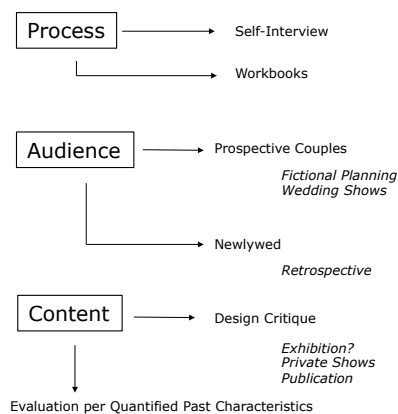 Process
Self-Interview
Workbooks
Audience
Prospective Couples
Fictional Planning
Wedding Shows
Newlywed
Retrospective
Content
Design Critique
Exhibition?
Private Shows
Publication
Evaluation per Quantified Past Characteristics